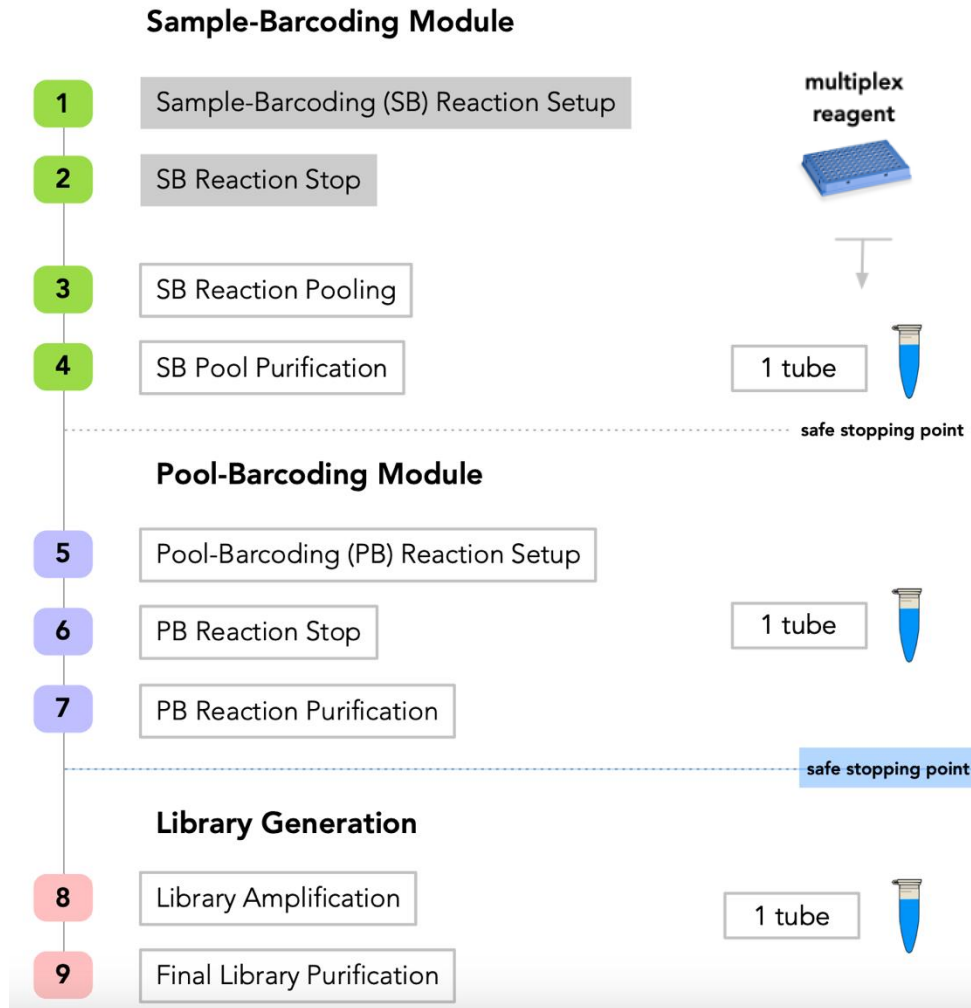 Sample-Barcoding Module
1 Sample-Barcoding (SB) Reaction Setup
multiplex
reagent
2 SB Reaction Stop
3 SB Reaction Pooling
4 SB Pool Purification
1 tube
safe stopping point
Pool-Barcoding Module
5 Pool-Barcoding (PB) Reaction Setup
6 PB Reaction Stop
1 tube
7 PB Reaction Purification
safe stopping point
Library Generation
8 Library Amplification
1 tube
9 Final Library Purification